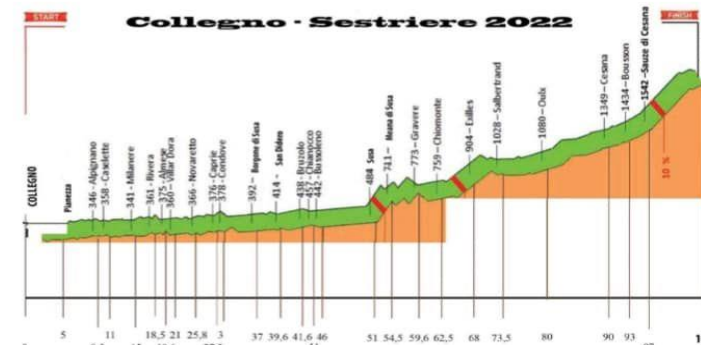 START
Collegno - Sestriere 2022
FINISH
COLLEGNO
Pianezza
346 - Alpignano
358 - Caselette
341 - Milanere
361 - Rivera
375 - Almese
360 - Villar Dora
366 - Novaretto
376 - Caprie
378 - Condove
392 - Borgone di Susa
414 - San Didero
438 - Bruzolo
457 - Chianocco
442 - Bussoleno
484 Susa
711 - Meana di Susa
773 - Gravere
759 - Chiomonte
904 - Exilles
1028 - Salbertrand
1080 - Oulx
1349 - Cesana
1434 - Bousson
1542 - Sauze di Cesana
10 %
5 11 18,5 21 25,8 3 37 39,6 41,6 46 51 54,5 59,6 62,5 68 73,5 80 90 93 1